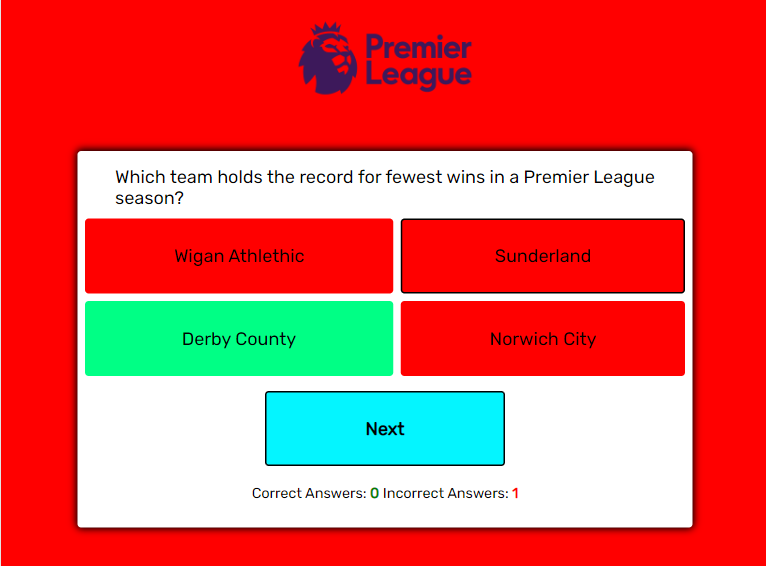 Premier
League
Which team holds the record for fewest wins in a Premier League
season?
Wigan Athlethic
Sunderland
Derby County
Norwich City
Next
Correct Answers: 0 Incorrect Answers: 1